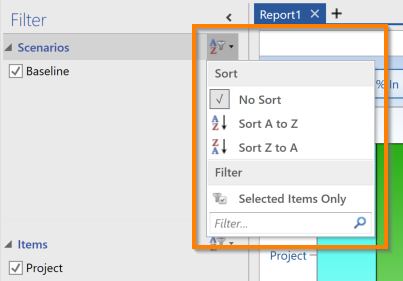 Filter
Report1
Scenarios
Baseline
Sort
No Sort
Sort A to Z
Sort Z to A
Filter
Selected Items Only
Filter...
% In
Items
Project
Project